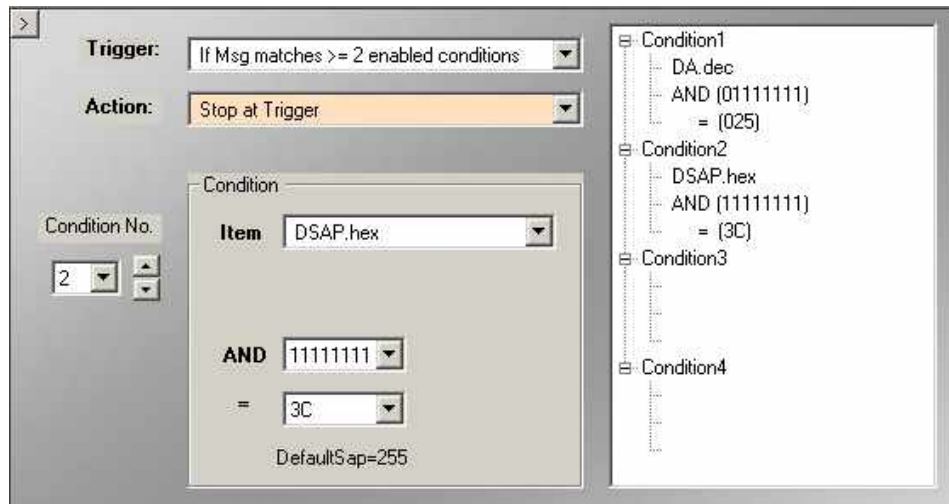 >
Trigger:
If Msg matches >= 2 enabled conditions
Action:
Stop at Trigger
Condition No.
2
Condition
Item
DSAP.hex
AND
11111111
=
3C
DefaultSap=255
Condition1
DA.dec
AND (01111111)
= (025)
Condition2
DSAP.hex
AND (11111111)
= (3C)
Condition3
Condition4